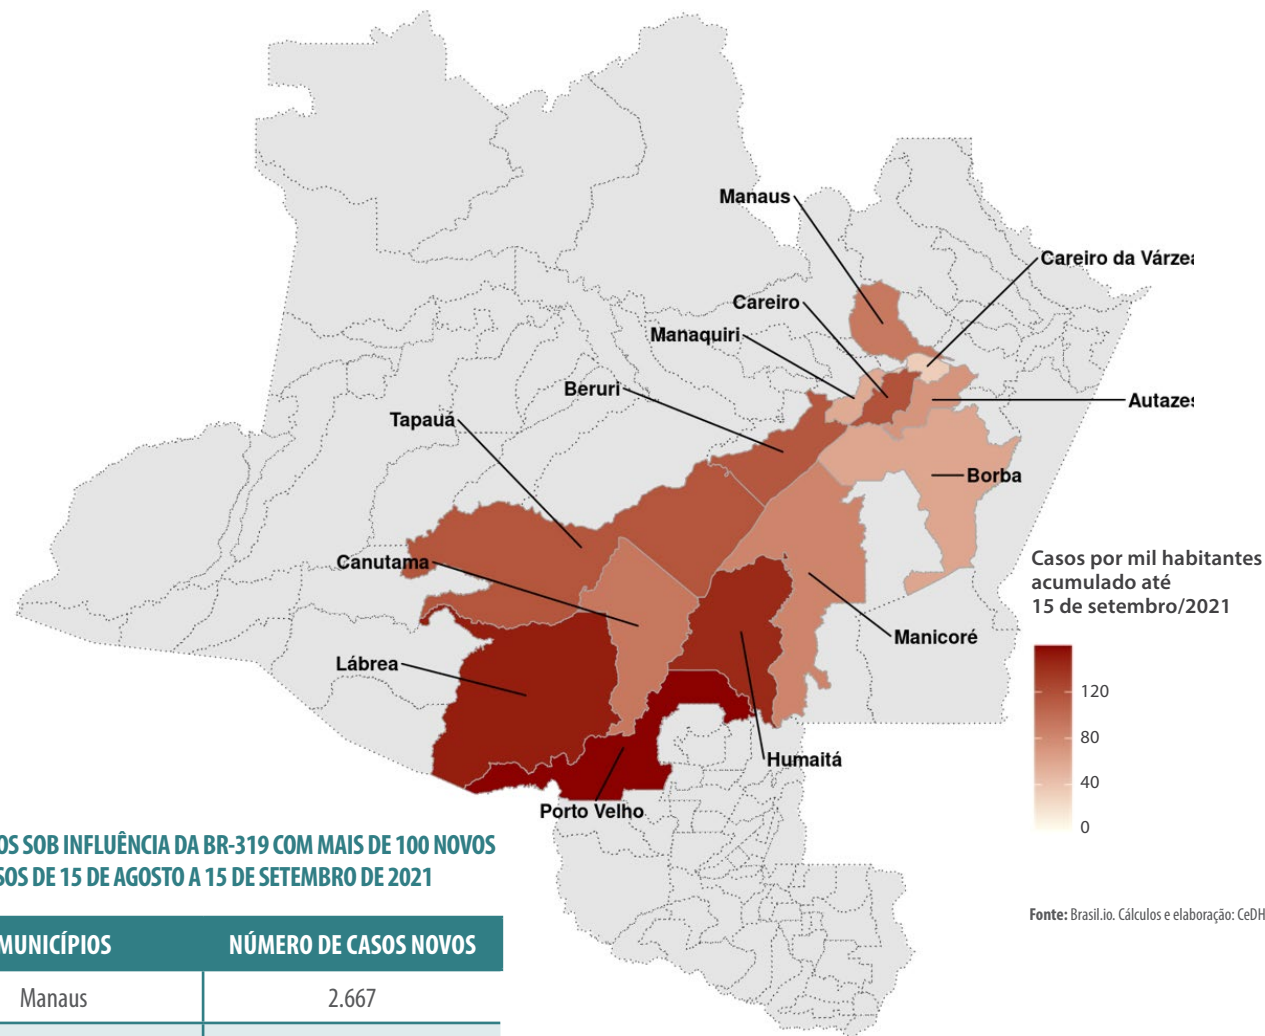 Manaus
Careiro da Várzea
Careiro
Manaquiri
Beruri
Autazes
Tapauá
Borba
Canutama
Casos por mil habitantes
acumulado até
15 de setembro/2021
Manicoré
Lábrea
120
80
40
0
Humaitá
Porto Velho
OS SOB INFLUÊNCIA DA BR-319 COM MAIS DE 100 NOVOS
SOS DE 15 DE AGOSTO A 15 DE SETEMBRO DE 2021
Fonte: Brasil.io. Cálculos e elaboração: CeDH
MUNICÍPIOS NÚMERO DE CASOS NOVOS
Manaus 2.667